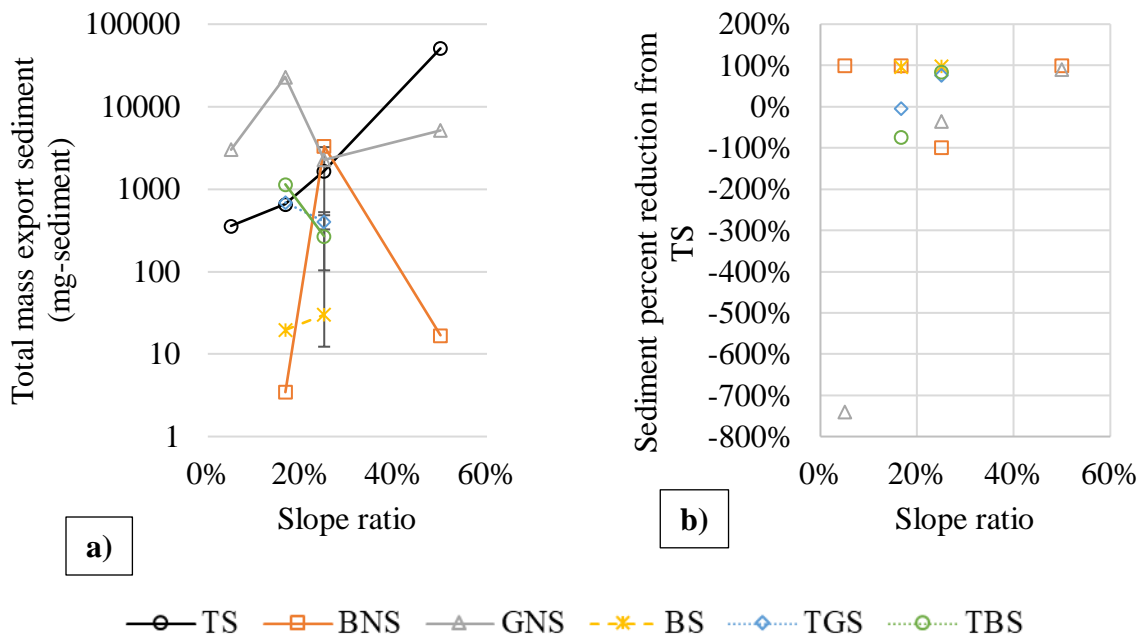 Total mass export sediment
(mg-sediment)
100000
10000
1000
100
10
1
0%
20%
40%
60%
Slope ratio
a)
Sediment percent reduction from
TS
200%
100%
0%
-100%
-200%
-300%
-400%
-500%
-600%
-700%
-800%
0%
20%
40%
60%
Slope ratio
b)
TS
BNS
GNS
BS
TGS
TBS